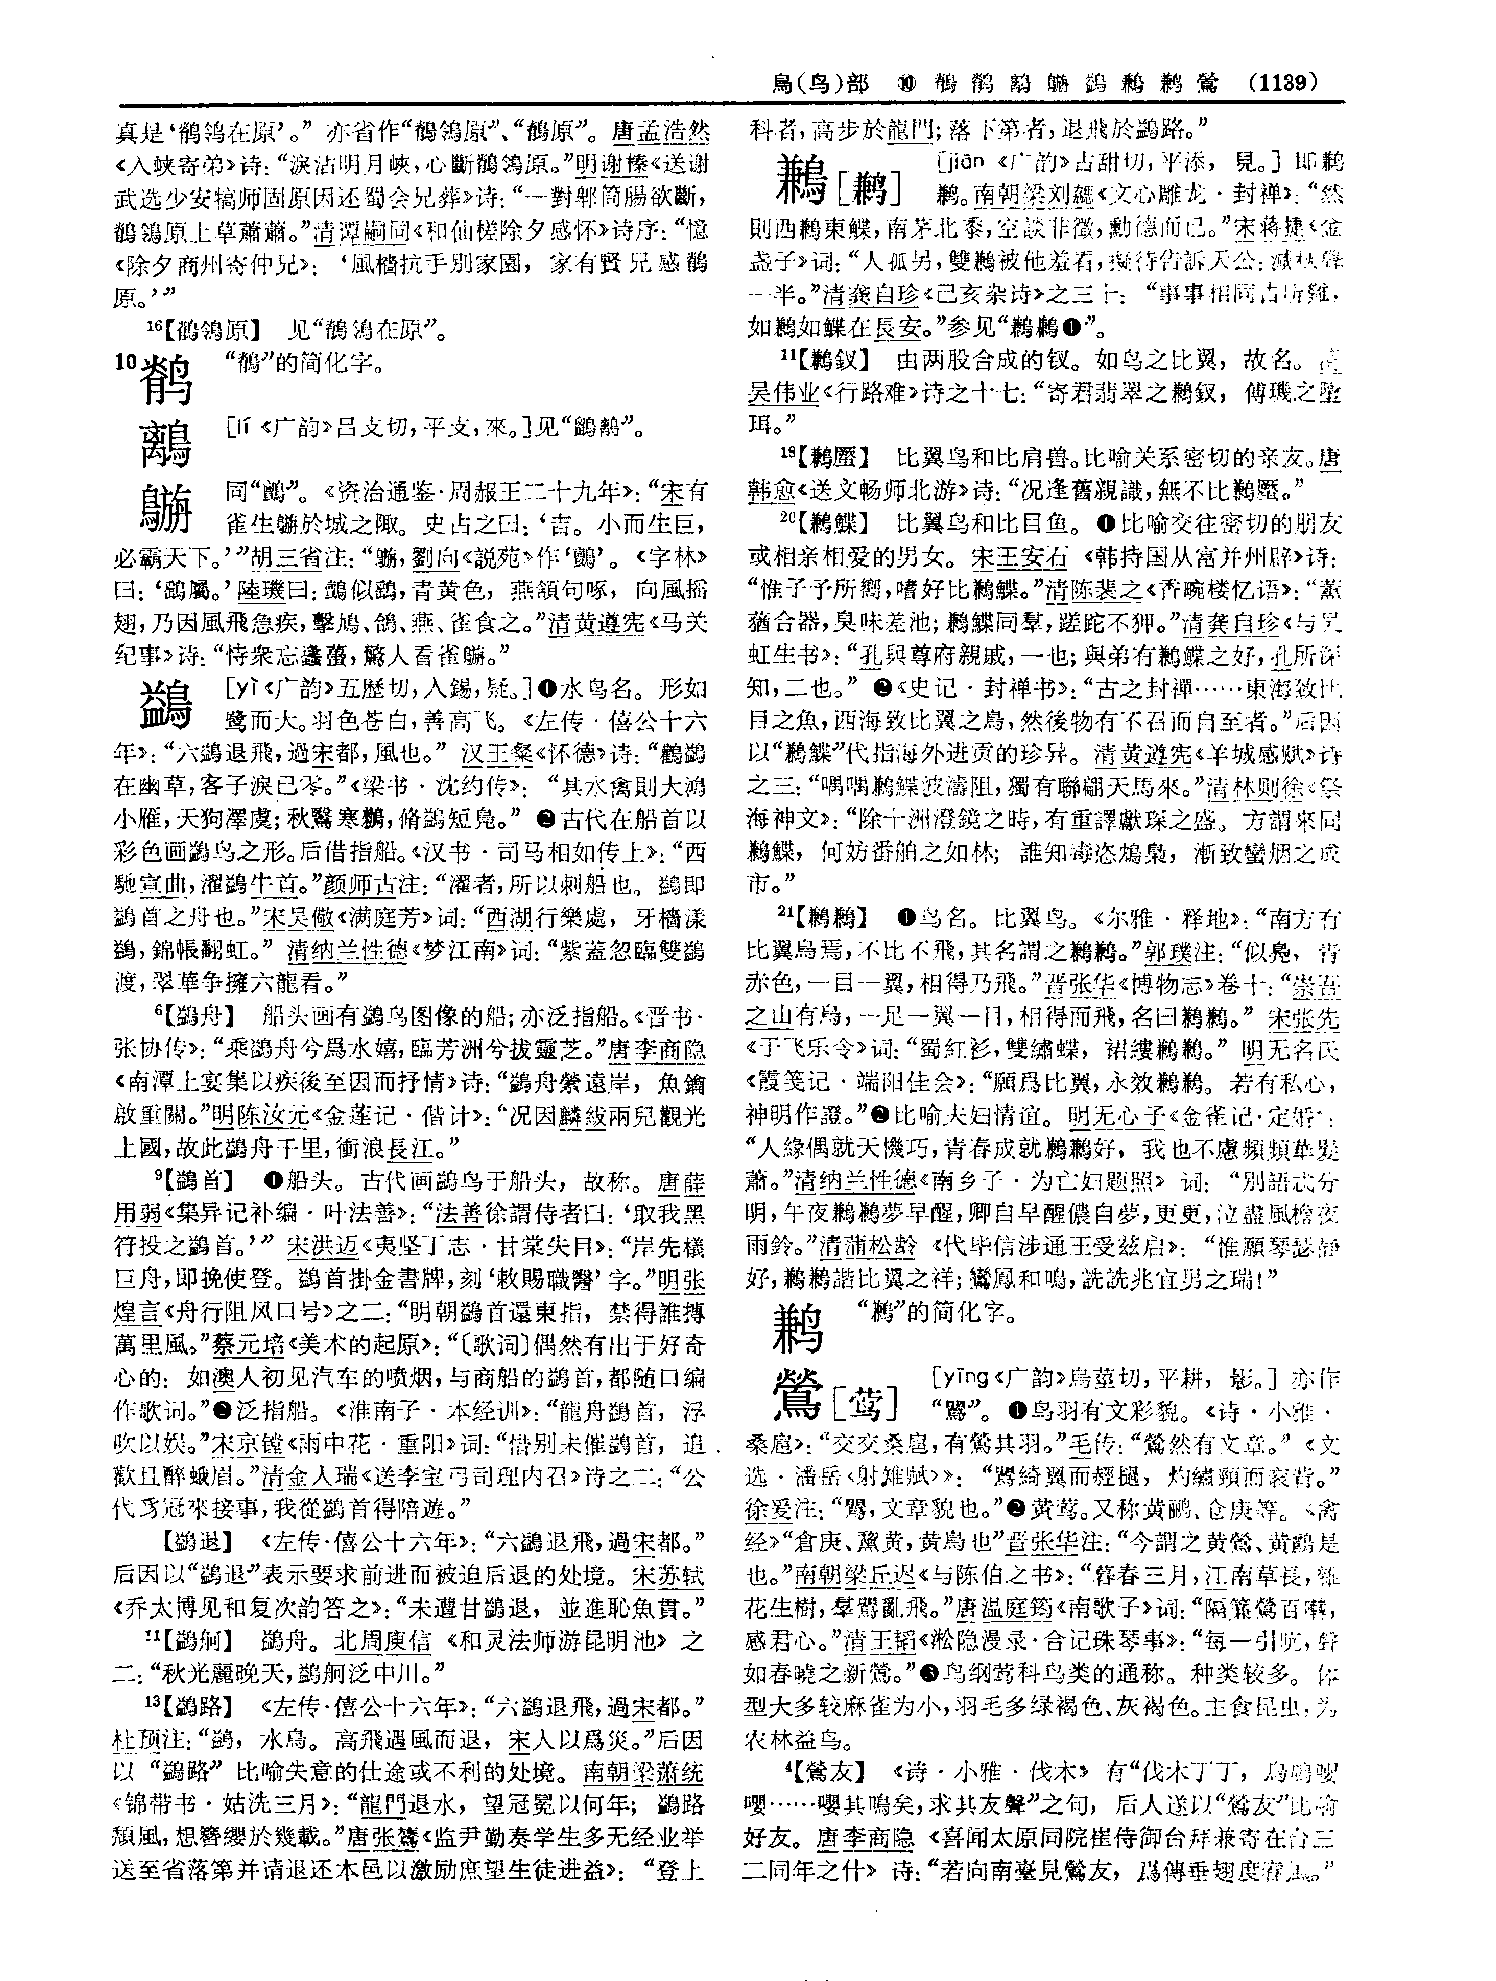 鳥(鸟)部 ⑩ 鶺 鹡 鷅 鷈 鷁 鶼 鹣 鶯 (1139)
真是‘鹡鸰在原’。” 亦省作“鶺鴒原”、“鶺原”。唐孟浩然
《入峡寄弟》诗：“淚沾明月峽，心斷鶺鴒原。”明谢榛《送谢
武选少安犒师固原因还蜀会兄葬》诗：“一對郫筒腸欲斷，
鶺鴒原上草蕭蕭。”清谭嗣同《和仙槎除夕感怀》诗序：“憶
《除夕商州寄仲兄》：‘風檣抗手別家園，家有賢兄感鶺
原。’”
16【鶺鴒原】 见“鶺鴒在原”。
10 鹡 “鶺”的简化字。
[lí《广韵》吕支切，平支，來。]见“”。
同“”。《资治通鉴·周赧王二十九年》：“宋有
雀生於城之陬。史占之曰：‘吉。小而生巨，
必霸天下。’”胡三省注：“，劉向《説苑》作‘’。《字林》
曰：‘鷂屬。’陸璣曰：鸇似鷂，青黄色，燕頷句啄，向風摇
翅，乃因風飛急疾，擊鳩、鴿、燕、雀食之。”清黄遵宪《马关
纪事》诗：“恃衆忘蠭蠆，驚人看雀。”
鷁 [yì《广韵》五歷切，入錫，疑。]❶水鸟名。形如
鹭而大。羽色苍白，善高飞。《左传·僖公十六
年》：“六鷁退飛，過宋都，風也。” 汉王粲《怀德》诗：“鸛鷁
在幽草，客子淚已零。”《梁书·沈约传》：“其水禽則大鴻
小雁，天狗澤虞；秋鷖寒，脩鷁短鳧。” ❷古代在船首以
彩色画鷁鸟之形。后借指船。《汉书·司马相如传上》：“西
馳宣曲，濯鷁牛首。”颜师古注：“濯者，所以刺船也。鷁即
鷁首之舟也。”宋吴儆《满庭芳》词：“西湖行樂處，牙檣漾
鷁，錦帳翻虹。” 清纳兰性德《梦江南》词：“紫蓋忽臨雙鷁
渡，翠華争擁六龍看。”
6【鷁舟】 船头画有鷁鸟图像的船；亦泛指船。《晋书·
张协传》：“乘鷁舟兮爲水嬉，臨芳洲兮拔靈芝。”唐李商隐
《南潭上宴集以疾後至因而抒情》诗：“鷁舟縈遠岸，魚鑰
啟重關。”明陈汝元《金莲记·偕计》：“况因麟紱兩兒觀光
上國，故此鷁舟千里，衝浪長江。”
9【鷁首】 ❶船头。古代画鷁鸟于船头，故称。唐薛
用弱《集异记补编·叶法善》：“法善徐謂侍者曰：‘取我黑
符投之鷁首。’” 宋洪迈《夷坚丁志·甘棠失目》：“岸先檥
巨舟，即挽使登。鷁首掛金書牌，刻‘敕賜職醫’字。”明张
煌言《舟行阻风口号》之二：“明朝鷁首還東指，禁得誰搏
萬里風。”蔡元培《美术的起原》：“〔歌词〕偶然有出于好奇
心的：如澳人初见汽车的喷烟，与商船的鷁首，都随口编
作歌词。”❷泛指船。《淮南子·本经训》：“龍舟鷁首，浮
吹以娱。”宋京镗《雨中花·重阳》词：“惜别未催鷁首，追
歡且醉蛾眉。”清金人瑞《送李宝弓司理内召》诗之二：“公
代豸冠來接事，我從鷁首得陪遊。”
【鷁退】 《左传·僖公十六年》：“六鷁退飛，過宋都。”
后因以“鷁退”表示要求前进而被迫后退的处境。宋苏轼
《乔太博见和复次韵答之》：“未遭甘鷁退，並進恥魚貫。”
11【鷁舸】 鷁舟。北周庾信《和灵法师游昆明池》之
二：“秋光麗晚天，鷁舸泛中川。”
13【鷁路】 《左传·僖公十六年》：“六鷁退飛，過宋都。”
杜预注：“鷁，水鳥。高飛遇風而退，宋人以爲災。”后因
以“鷁路”比喻失意的仕途或不利的处境。南朝梁萧统
《锦带书·姑洗三月》：“龍門退水，望冠冕以何年；鷁路
頹風，想簪纓於幾載。”唐张鷟《监尹勤奏学生多无经业举
送至省落第并请退还本邑以激励庶望生徒进益》：“登上
科者，高步於龍門；落下第者，退飛於鷁路。”
鶼[鹣] [jiān《广韵》古甜切，平添，見。] 即鶼
鶼。南朝梁刘勰《文心雕龙·封禅》：“然
則西鶼東鰈，南茅北黍，空談非徵，勳德而已。”宋蒋捷《金
盏子》词：“人孤另，雙鶼被他羞看，擬待告訴天公：減秋聲
一半。”清龚自珍《己亥杂诗》之三十：“事事相同古所難，
如鶼如鰈在長安。”参见“鶼鶼❶”。
11【鶼釵】 由两股合成的钗。如鸟之比翼，故名。清
吴伟业《行路难》诗之十七：“寄君翡翠之鶼釵，傅璣之墮
珥。”
19【鶼蟨】 比翼鸟和比肩兽。比喻关系密切的亲友。唐
韩愈《送文畅师北游》诗：“况逢舊親識，無不比鶼蟨。”
20【鶼鰈】 比翼鸟和比目鱼。❶比喻交往密切的朋友
或相亲相爱的男女。宋王安石《韩持国从富并州辟》诗：
“惟子予所嚮，嗜好比鶼鰈。”清陈裴之《香畹楼忆语》：“薰
蕕合器，臭味差池；鶼鰈同羣，蹉跎不狎。”清龚自珍《与吴
虹生书》：“孔與尊府親戚，一也；與弟有鶼鰈之好，孔所深
知，二也。” ❷《史记·封禅书》：“古之封禪……東海致比
目之魚，西海致比翼之鳥，然後物有不召而自至者。”后因
以“鶼鰈”代指海外进贡的珍异。清黄遵宪《羊城感赋》诗
之三：“喁喁鶼鰈波濤阻，獨有聯翩天馬來。”清林则徐《祭
海神文》：“除十洲澄鏡之時，有重譯獻琛之盛。方謂來同
鶼鰈，何妨番舶之如林；誰知毒恣鴆梟，漸致蠻烟之成
市。”
21【鶼鶼】 ❶鸟名。比翼鸟。《尔雅·释地》：“南方有
比翼鳥焉，不比不飛，其名謂之鶼鶼。”郭璞注：“似鳧，青
赤色，一目一翼，相得乃飛。”晋张华《博物志》卷十：“崇吾
之山有鳥，一足一翼一目，相得而飛，名曰鶼鶼。” 宋张先
《于飞乐令》词：“蜀紅衫，雙繡蝶，裙縷鶼鶼。” 明无名氏
《霞笺记·端阳佳会》：“願爲比翼，永效鶼鶼。若有私心，
神明作證。”❷比喻夫妇情谊。明无心子《金雀记·定婚》：
“人緣偶就天機巧，青春成就鶼鶼好，我也不慮頻頻華髮
蕭。”清纳兰性德《南乡子·为亡妇题照》词：“别語忒分
明，午夜鶼鶼夢早醒，卿自早醒儂自夢，更更，泣盡風檐夜
雨鈴。”清蒲松龄《代毕信涉通王受兹启》：“惟願琴瑟静
好，鶼鶼諧比翼之祥；鸞鳳和鳴，詵詵兆宜男之瑞！”
鹣 “鶼”的简化字。
鶯[莺] [yīng《广韵》烏莖切，平耕，影。] 亦作
“鸎”。❶鸟羽有文彩貌。《诗·小雅·
桑扈》：“交交桑扈，有鶯其羽。”毛传：“鶯然有文章。”《文
选·潘岳〈射雉赋〉》：“鸎綺翼而經撾，灼繡頸而衮背。”
徐爰注：“鸎，文章貌也。”❷黄莺。又称黄鹂、仓庚等。《禽
经》“倉庚、黧黄，黄鳥也”晋张华注：“今謂之黄鶯、黄鸝是
也。”南朝梁丘迟《与陈伯之书》：“暮春三月，江南草長，雜
花生樹，羣鶯亂飛。”唐温庭筠《南歌子》词：“隔簾鶯百囀，
感君心。”清王韬《淞隐漫录·合记珠琴事》：“每一引吭，聲
如春曉之新鶯。”❸鸟纲莺科鸟类的通称。种类较多。体
型大多较麻雀为小，羽毛多绿褐色、灰褐色。主食昆虫，为
农林益鸟。
4【鶯友】 《诗·小雅·伐木》有“伐木丁丁，鳥鳴嚶
嚶……嚶其鳴矣，求其友聲”之句，后人遂以“鶯友”比喻
好友。唐李商隐《喜闻太原同院崔侍御台拜兼寄在台三
二同年之什》诗：“若向南臺見鶯友，爲傳垂翅度春風。”